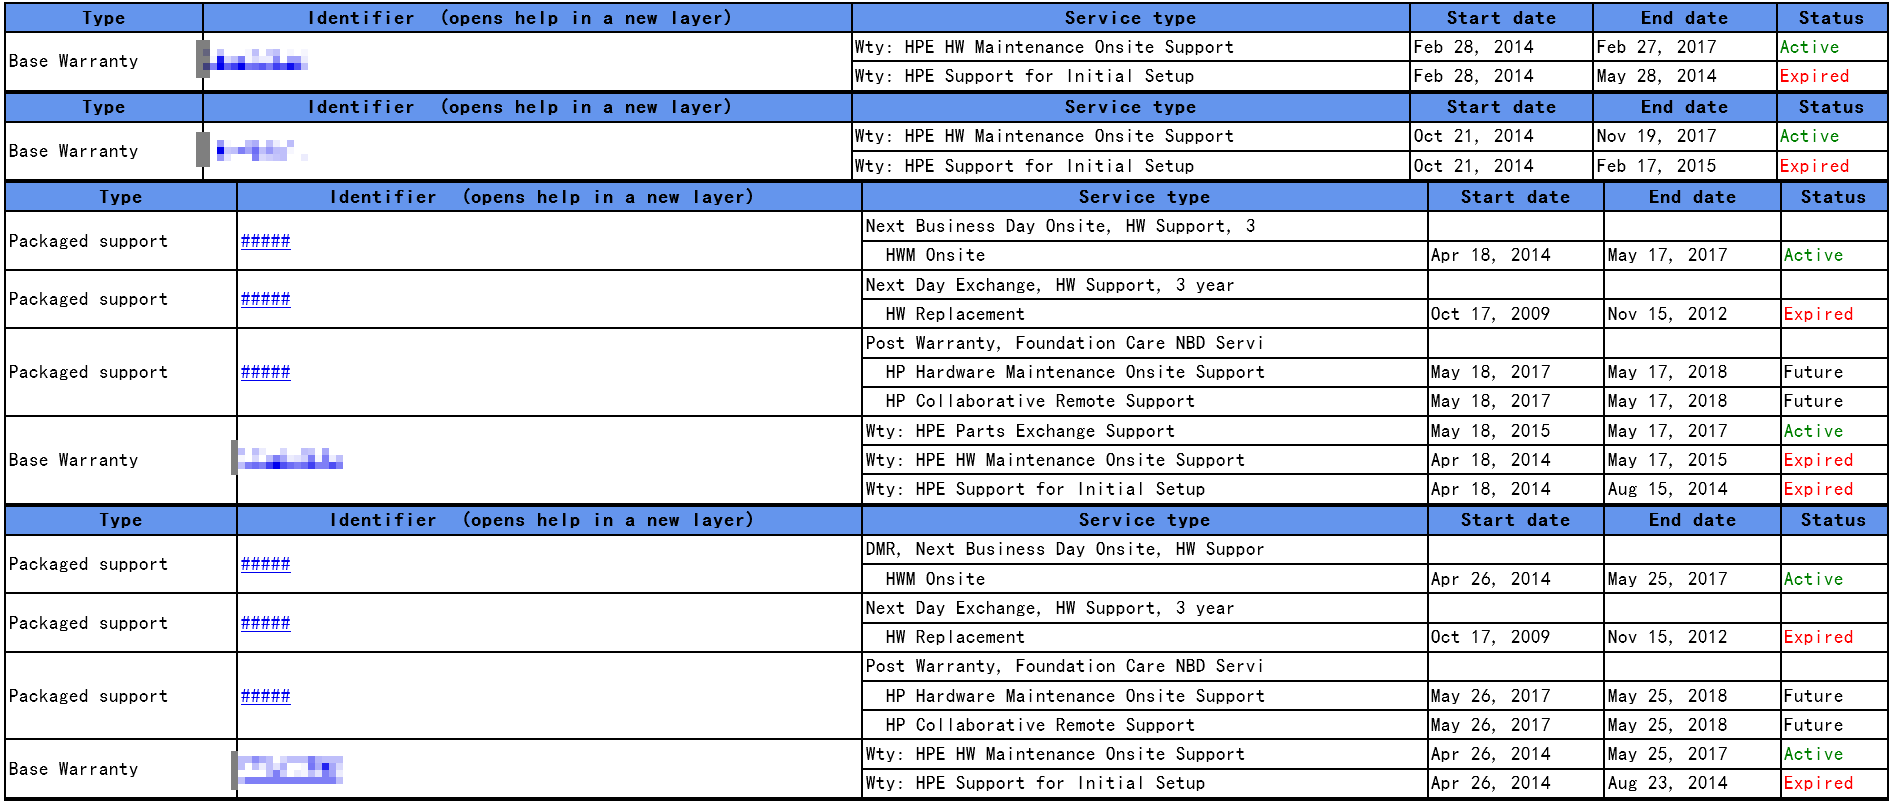 Type Identifier (opens help in a new layer) Service type Start date End date Status
Base Warranty Wty: HPE HW Maintenance Onsite Support Feb 28, 2014 Feb 27, 2017 Active
Wty: HPE Support for Initial Setup Feb 28, 2014 May 28, 2014 Expired
Type Identifier (opens help in a new layer) Service type Start date End date Status
Base Warranty Wty: HPE HW Maintenance Onsite Support Oct 21, 2014 Nov 19, 2017 Active
Wty: HPE Support for Initial Setup Oct 21, 2014 Feb 17, 2015 Expired
Type Identifier (opens help in a new layer) Service type Start date End date Status
Packaged support ##### Next Business Day Onsite, HW Support, 3
HWM Onsite Apr 18, 2014 May 17, 2017 Active
Packaged support ##### Next Day Exchange, HW Support, 3 year
HW Replacement Oct 17, 2009 Nov 15, 2012 Expired
Packaged support ##### Post Warranty, Foundation Care NBD Servi
HP Hardware Maintenance Onsite Support May 18, 2017 May 17, 2018 Future
HP Collaborative Remote Support May 18, 2017 May 17, 2018 Future
Base Warranty Wty: HPE Parts Exchange Support May 18, 2015 May 17, 2017 Active
Wty: HPE HW Maintenance Onsite Support Apr 18, 2014 May 17, 2015 Expired
Wty: HPE Support for Initial Setup Apr 18, 2014 Aug 15, 2014 Expired
Type Identifier (opens help in a new layer) Service type Start date End date Status
Packaged support ##### DMR, Next Business Day Onsite, HW Suppor
HWM Onsite Apr 26, 2014 May 25, 2017 Active
Packaged support ##### Next Day Exchange, HW Support, 3 year
HW Replacement Oct 17, 2009 Nov 15, 2012 Expired
Packaged support ##### Post Warranty, Foundation Care NBD Servi
HP Hardware Maintenance Onsite Support May 26, 2017 May 25, 2018 Future
HP Collaborative Remote Support May 26, 2017 May 25, 2018 Future
Base Warranty Wty: HPE HW Maintenance Onsite Support Apr 26, 2014 May 25, 2017 Active
Wty: HPE Support for Initial Setup Apr 26, 2014 Aug 23, 2014 Expired